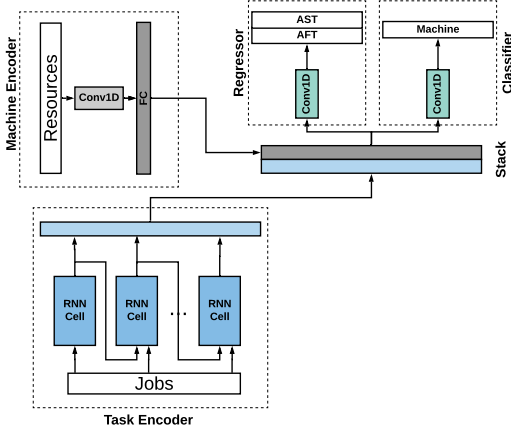 Machine Encoder
Resources
Conv1D
FC
Regressor
AST
AFT
Conv1D
Machine
Conv1D
Classifier
Stack
RNN
Cell
RNN
Cell
...
RNN
Cell
Jobs
Task Encoder